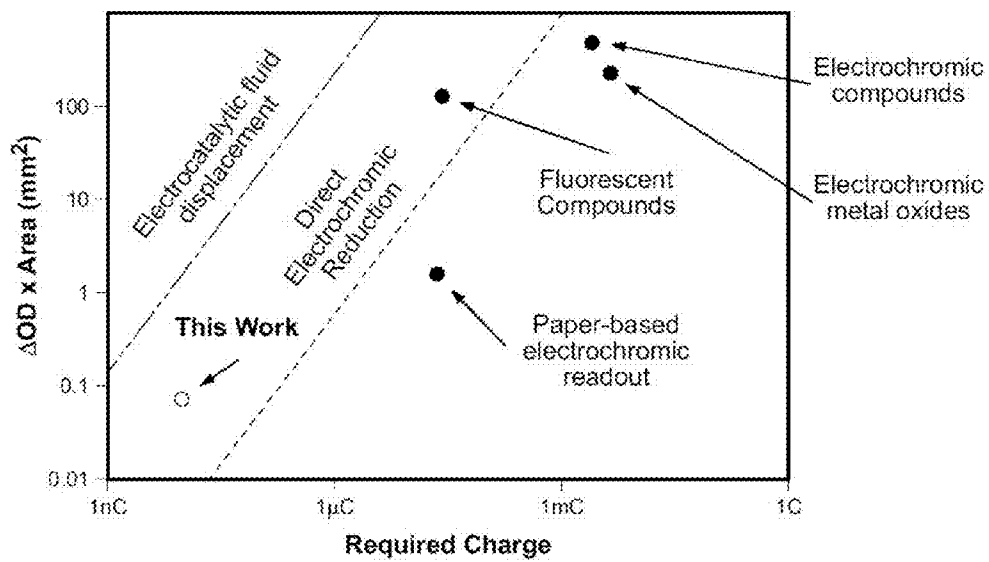 ΔOD x Area (mm²)
100
10
1
0.1
0.01
1nC
1µC
1mC
1C
Required Charge
Electrocatalytic fluid
displacement
Direct
Electrochromic
Reduction
This Work
Fluorescent
Compounds
Paper-based
electrochromic
readout
Electrochromic
compounds
Electrochromic
metal oxides